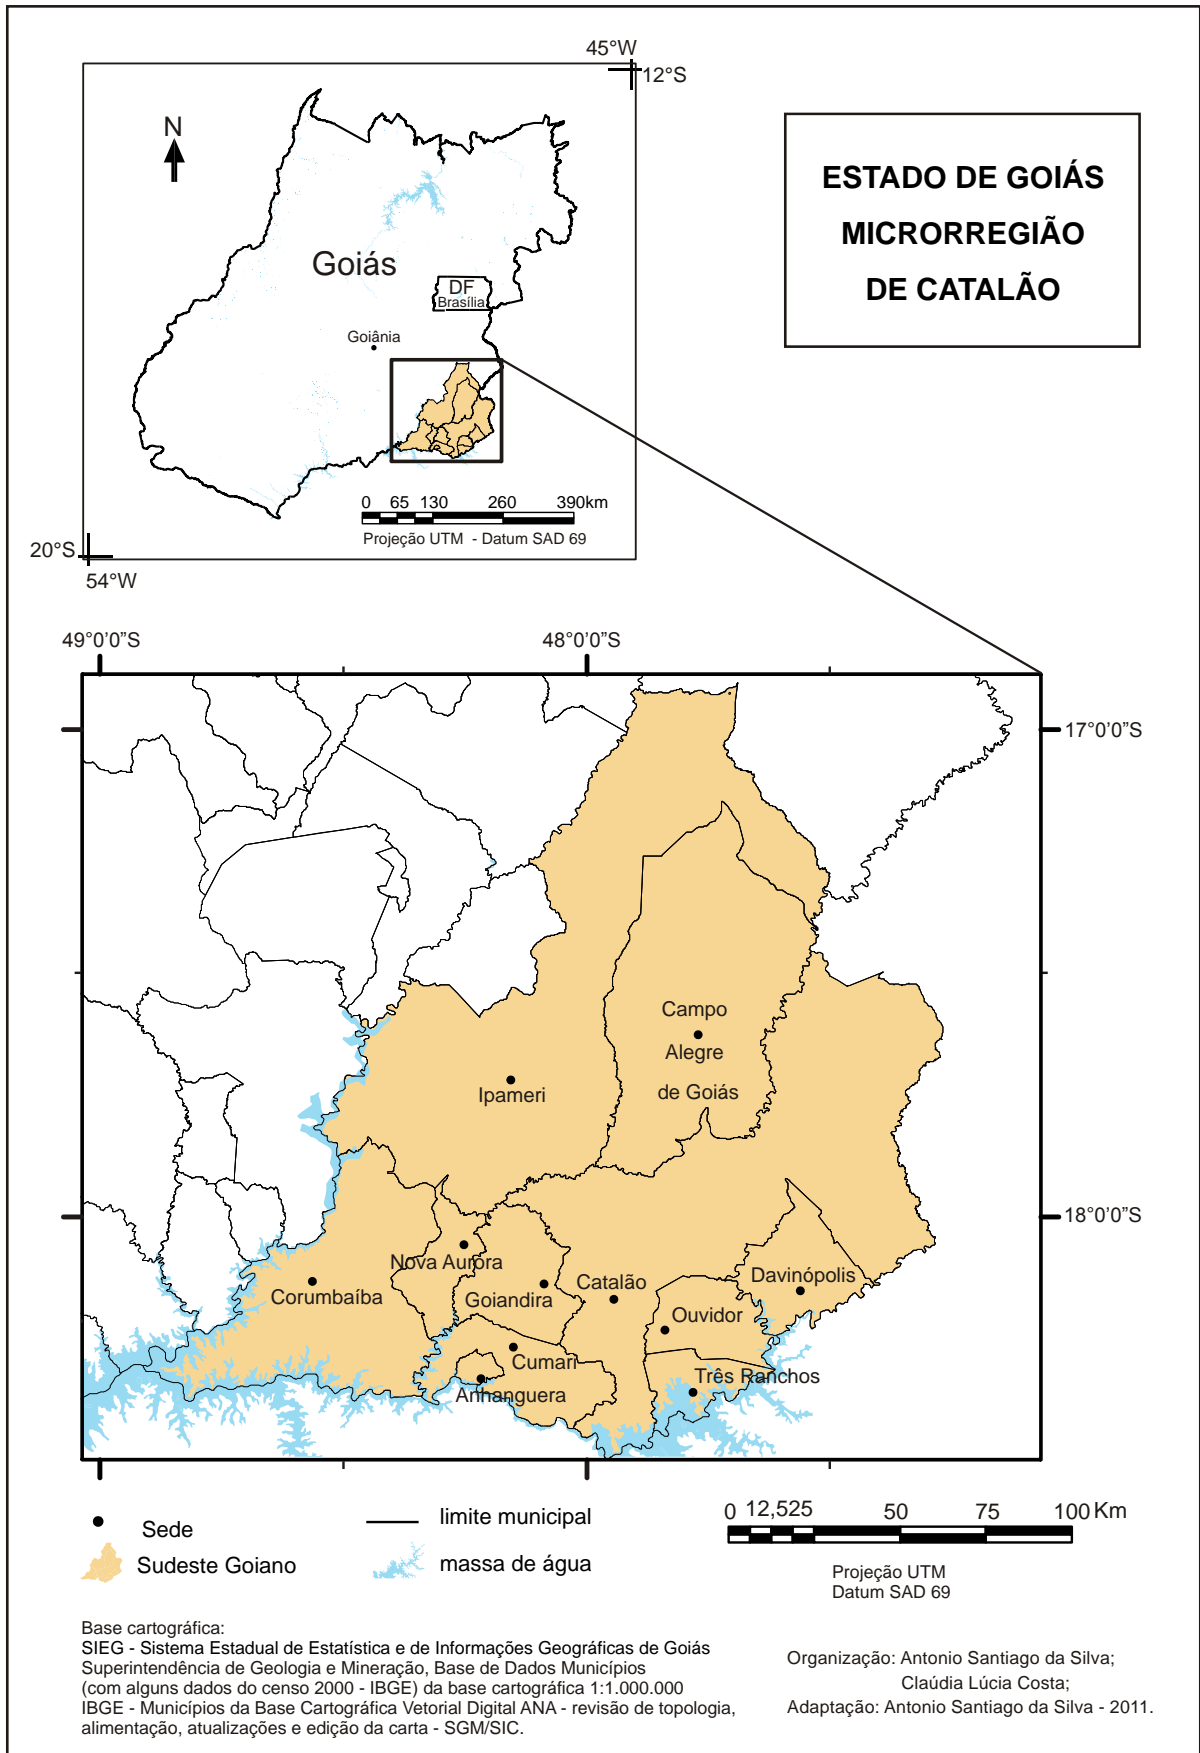 45°W
12°S
N
ESTADO DE GOIÁS
MICRORREGIÃO
DE CATALÃO
Goiás
DF
Brasília
Goiânia
0 65 130 260 390km
Projeção UTM - Datum SAD 69
20°S
54°W
49°0'0"S
48°0'0"S
17°0'0"S
Campo
Alegre
de Goiás
Ipameri
18°0'0"S
Nova Aurora
Corumbaíba
Goiandira
Catalão
Davinópolis
Ouvidor
Cumari
Anhanguera
Três Ranchos
Sede
limite municipal
Sudeste Goiano
massa de água
0 12,525 50 75 100 Km
Projeção UTM
Datum SAD 69
Base cartográfica:
SIEG - Sistema Estadual de Estatística e de Informações Geográficas de Goiás
Superintendência de Geologia e Mineração, Base de Dados Municípios
(com alguns dados do censo 2000 - IBGE) da base cartográfica 1:1.000.000
IBGE - Municípios da Base Cartográfica Vetorial Digital ANA - revisão de topologia,
alimentação, atualizações e edição da carta - SGM/SIC.
Organização: Antonio Santiago da Silva;
Claúdia Lúcia Costa;
Adaptação: Antonio Santiago da Silva - 2011.